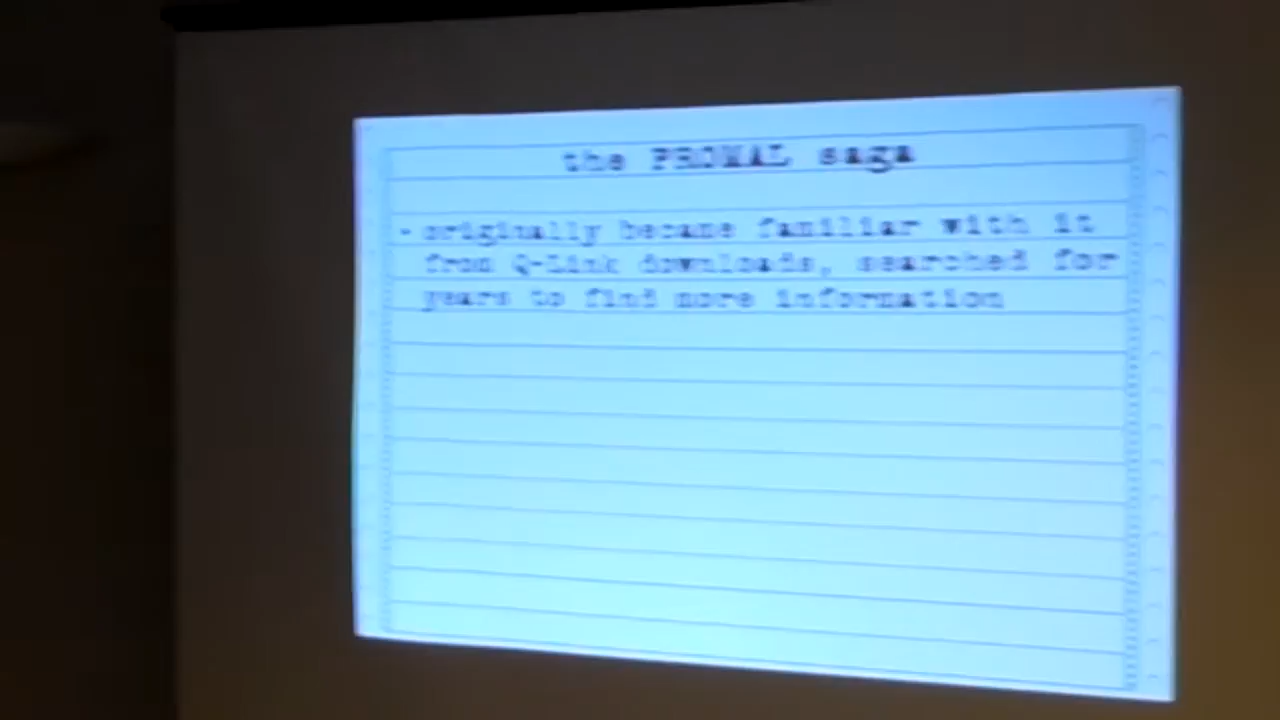 the PROMAL saga
- originally became familiar with it
from Q-Link downloads, searched for
years to find more information